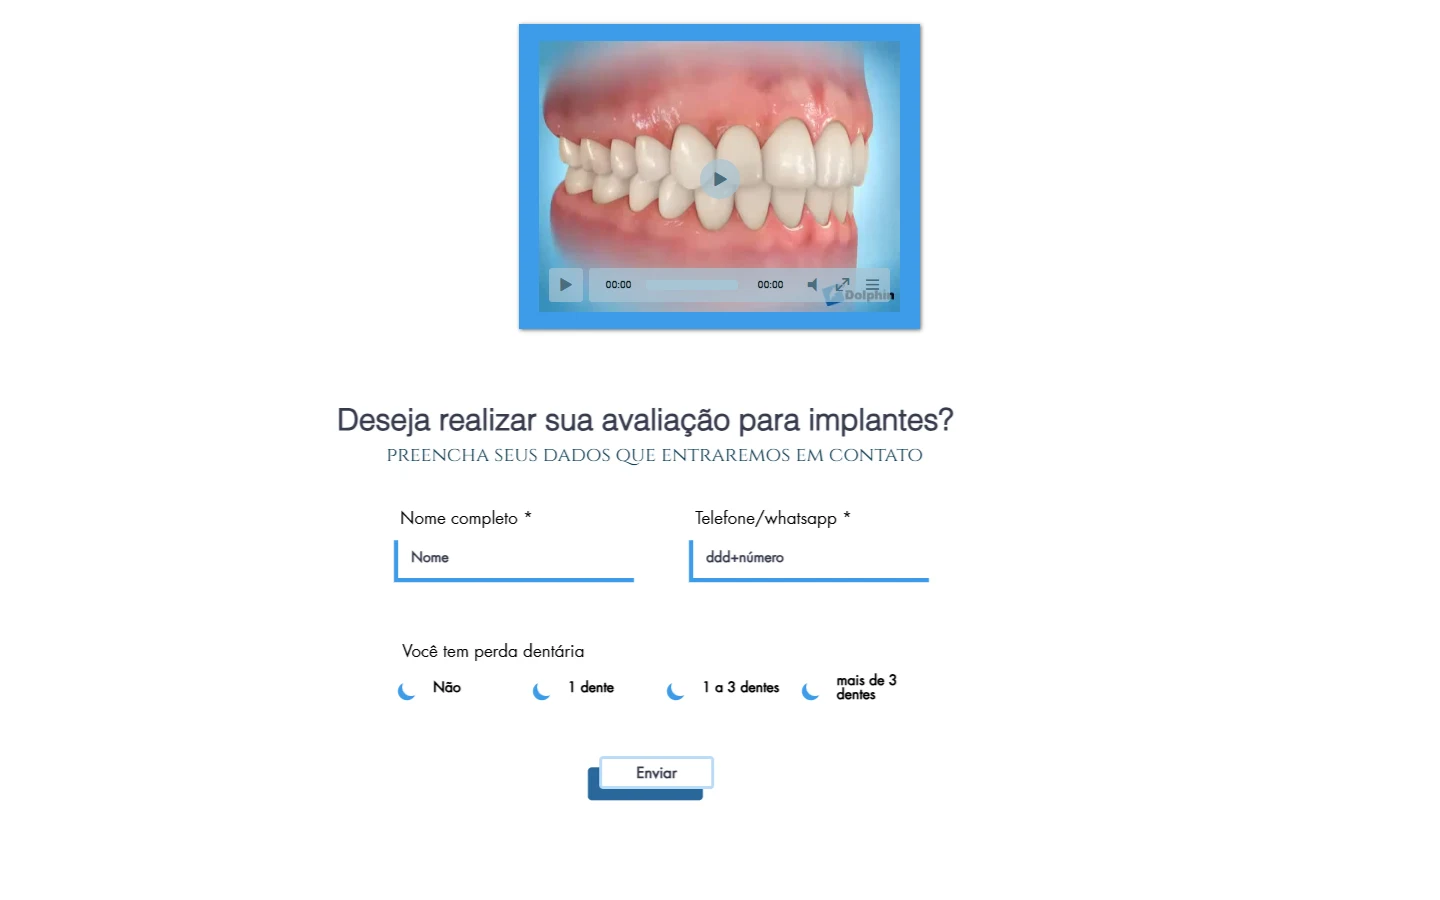 00:00 00:00
Dolphin
Deseja realizar sua avaliação para implantes?
PREENCHA SEUS DADOS QUE ENTRAREMOS EM CONTATO
Nome completo * Telefone/whatsapp *
Nome ddd+número
Você tem perda dentária
Não 1 dente 1 a 3 dentes mais de 3
dentes
Enviar